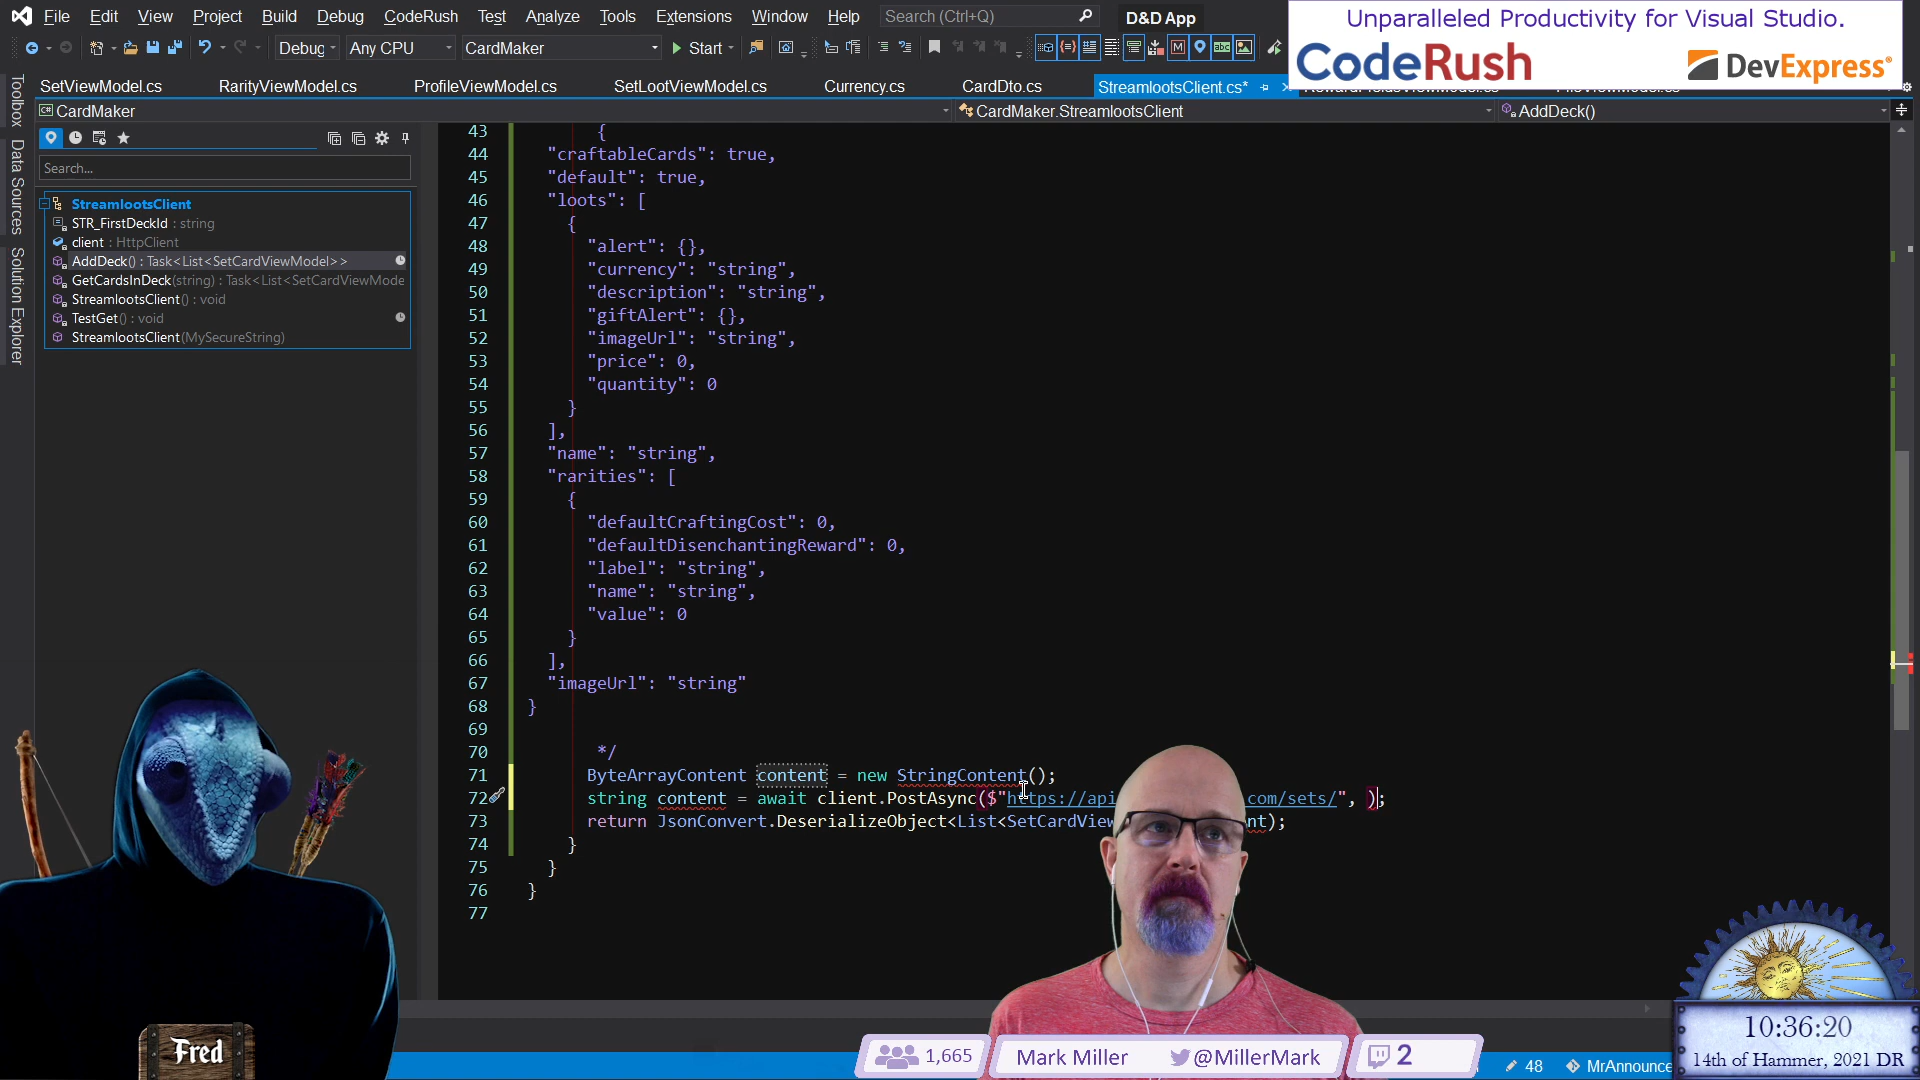 File Edit View Project Build Debug CodeRush Test Analyze Tools Extensions Window Help Search (Ctrl+Q) D&D App
Unparalleled Productivity for Visual Studio.
CodeRush DevExpress
Debug Any CPU CardMaker Start
SetViewModel.cs RarityViewModel.cs ProfileViewModel.cs SetLootViewModel.cs Currency.cs CardDto.cs StreamlootsClient.cs*
CardMaker CardMaker.StreamlootsClient AddDeck()
Toolbox
Data Sources
Solution Explorer
Search...
StreamlootsClient
STR_FirstDeckId : string
client : HttpClient
AddDeck() : Task<List<SetCardViewModel>>
GetCardsInDeck(string) : Task<List<SetCardViewMode
StreamlootsClient() : void
TestGet() : void
StreamlootsClient(MySecureString)
43 {
44 "craftableCards": true,
45 "default": true,
46 "loots": [
47 {
48 "alert": {},
49 "currency": "string",
50 "description": "string",
51 "giftAlert": {},
52 "imageUrl": "string",
53 "price": 0,
54 "quantity": 0
55 }
56 ],
57 "name": "string",
58 "rarities": [
59 {
60 "defaultCraftingCost": 0,
61 "defaultDisenchantingReward": 0,
62 "label": "string",
63 "name": "string",
64 "value": 0
65 }
66 ],
67 "imageUrl": "string"
68 }
69
70 */
71 ByteArrayContent content = new StringContent();
72 string content = await client.PostAsync($"https://api com/sets/", );
73 return JsonConvert.DeserializeObject<List<SetCardView nt);
74 }
75 }
76 }
77
Fred
1,665 Mark Miller @MillerMark 2
48 MrAnnounce
10:36:20
14th of Hammer, 2021 DR